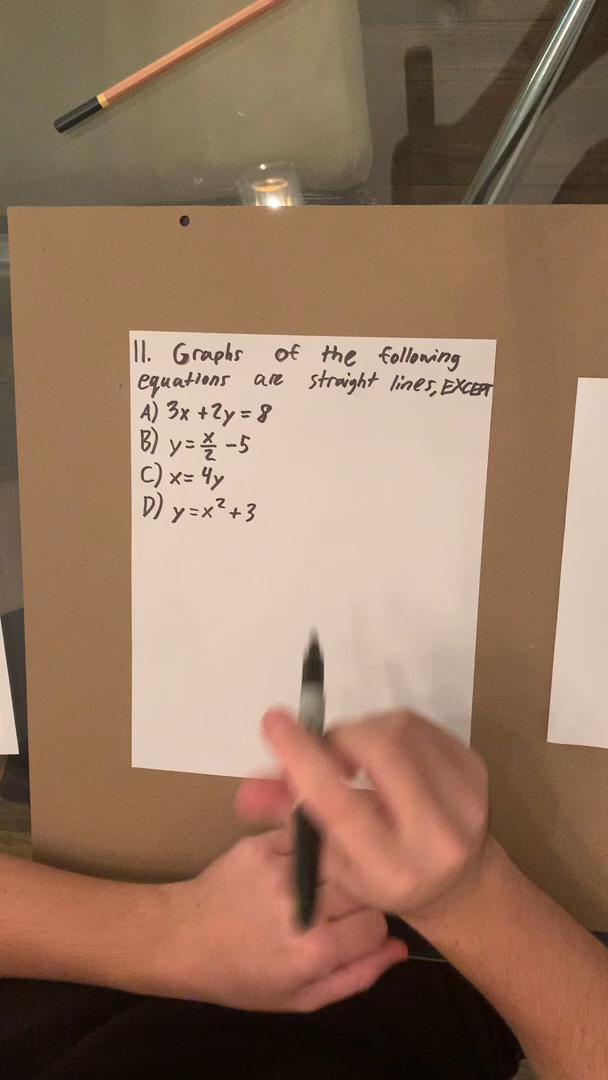 11. Graphs of the following
equations are straight lines, EXCEPT
A) 3x + 2y = 8
B) y = x/2 - 5
C) x = 4y
D) y = x² + 3